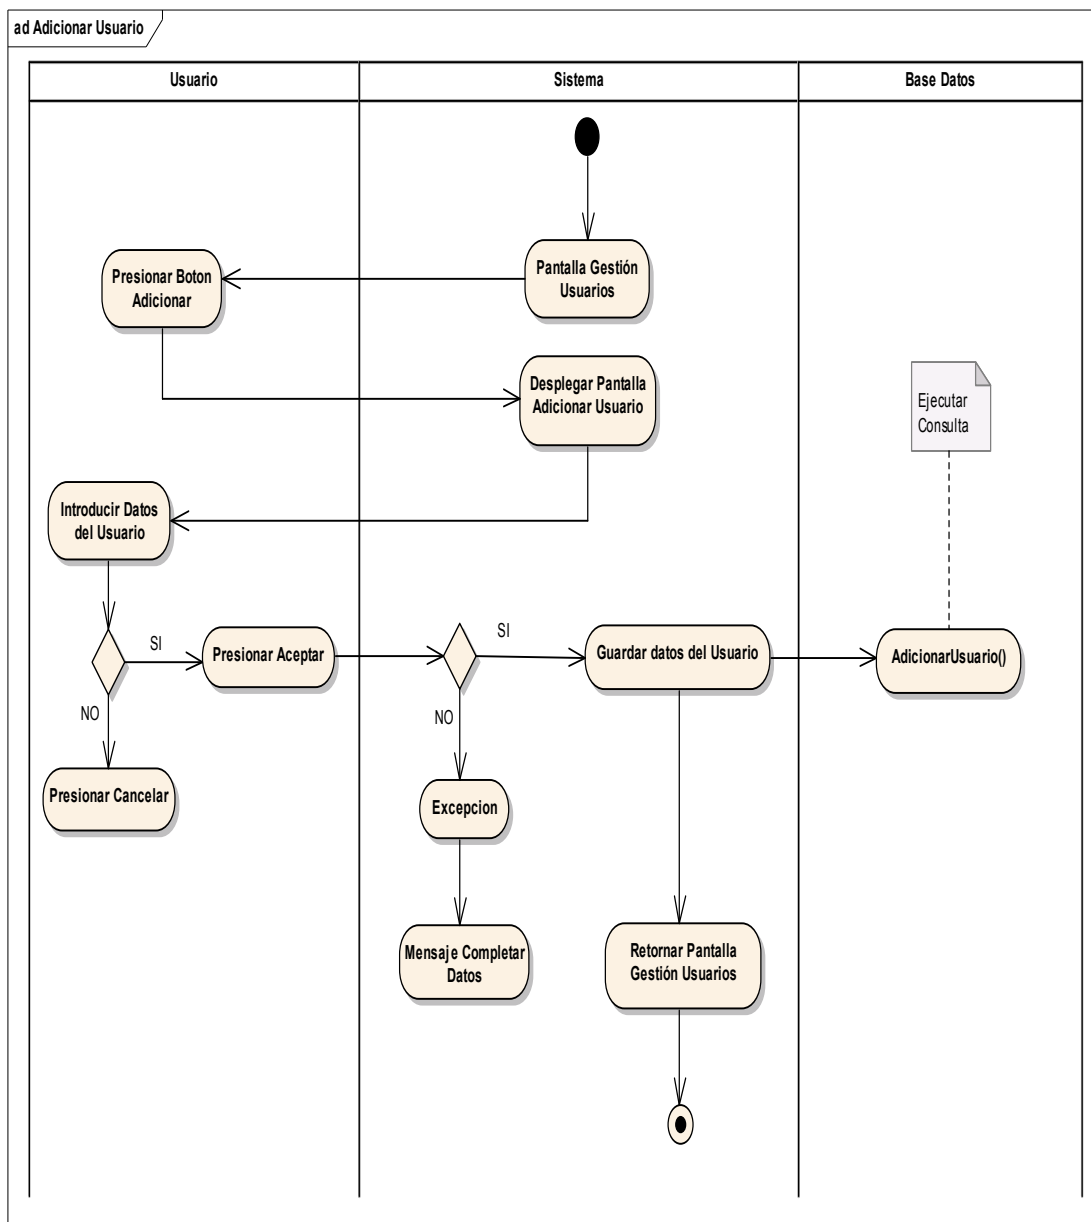 ad Adicionar Usuario
Usuario
Sistema
Base Datos
Pantalla Gestión
Usuarios
Presionar Boton
Adicionar
Desplegar Pantalla
Adicionar Usuario
Ejecutar
Consulta
Introducir Datos
del Usuario
SI
Presionar Aceptar
SI
Guardar datos del Usuario
AdicionarUsuario()
NO
NO
Presionar Cancelar
Excepcion
Mensaje Completar
Datos
Retornar Pantalla
Gestión Usuarios